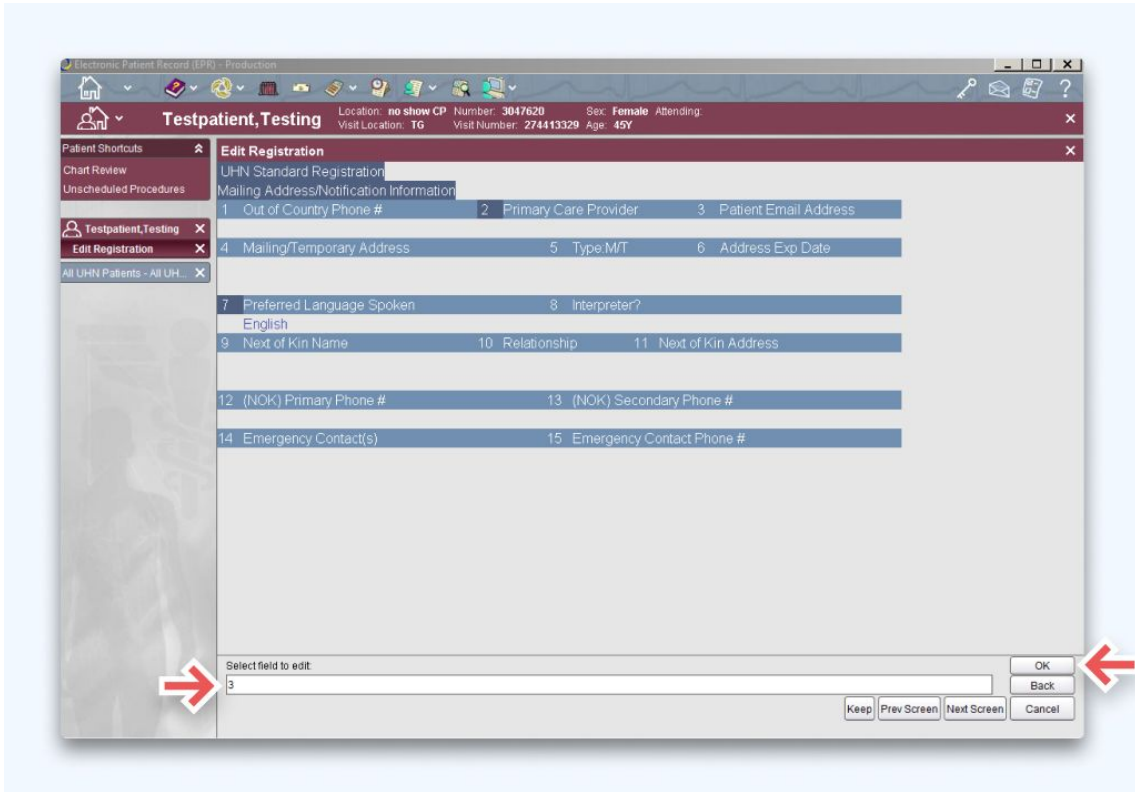 Electronic Patient Record (EPR) - Production
Testpatient,Testing Location: no show CP Number: 3047620 Sex: Female Attending:
Visit Location: TG Visit Number: 274413329 Age: 45Y
Patient Shortcuts
Chart Review
Unscheduled Procedures
Testpatient,Testing
Edit Registration
All UHN Patients - All UH...
Edit Registration
UHN Standard Registration
Mailing Address/Notification Information
1 Out of Country Phone # 2 Primary Care Provider 3 Patient Email Address
4 Mailing/Temporary Address 5 Type:M/T 6 Address Exp Date
7 Preferred Language Spoken 8 Interpreter?
English
9 Next of Kin Name 10 Relationship 11 Next of Kin Address
12 (NOK) Primary Phone # 13 (NOK) Secondary Phone #
14 Emergency Contact(s) 15 Emergency Contact Phone #
Select field to edit: OK
3 Back
Keep Prev Screen Next Screen Cancel